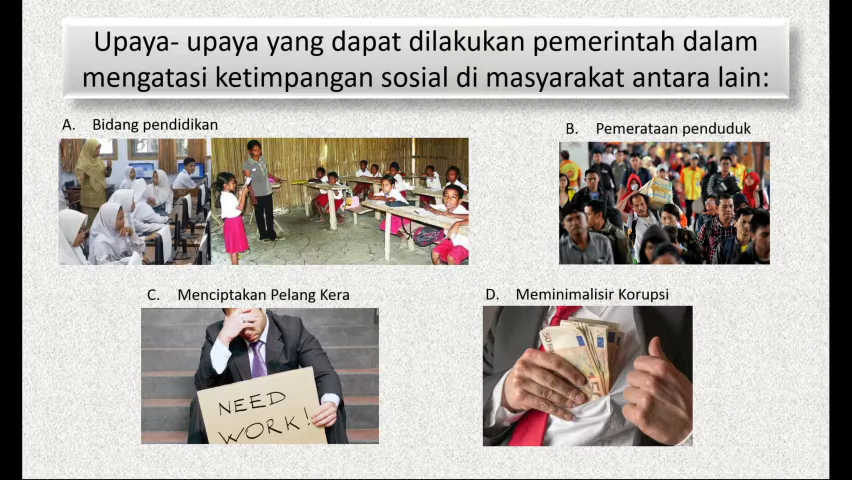 Upaya- upaya yang dapat dilakukan pemerintah dalam
mengatasi ketimpangan sosial di masyarakat antara lain:
A. Bidang pendidikan
B. Pemerataan penduduk
C. Menciptakan Pelang Kera
D. Meminimalisir Korupsi
NEED
WORK!
50